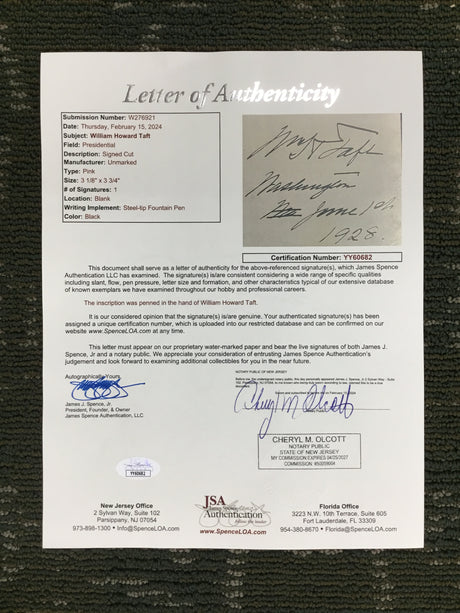 Letter of Authenticity
Submission Number: W276921
Date: Thursday, February 15, 2024
Subject: William Howard Taft
Field: Presidential
Description: Signed Cut
Manufacturer: Unmarked
Type: Pink
Size: 3 1/8" x 3 3/4"
# of Signatures: 1
Location: Blank
Writing Implement: Steel-tip Fountain Pen
Color: Black
Wm H Taft
Washington
June 1st
1928.
Certification Number: YY60682
This document shall serve as a letter of authenticity for the above-referenced signature(s), which James Spence
Authentication LLC has examined. The signature(s) is/are consistent considering a wide range of specific qualities
including slant, flow, pen pressure, letter size and formation, and other characteristics typical of our extensive database
of known exemplars we have examined throughout our hobby and professional careers.
The inscription was penned in the hand of William Howard Taft.
It is our considered opinion that the signature(s) is/are genuine. Your authenticated signature(s) has been
assigned a unique certification number, which is uploaded into our restricted database and can be confirmed on our
website www.SpenceLOA.com at any time.
This letter must appear on our proprietary water-marked paper and bear the live signatures of both James J.
Spence, Jr and a notary public. We appreciate your consideration of entrusting James Spence Authentication's
judgement and look forward to examining additional collectibles for you in the near future.
Autographically Yours,
James J. Spence, Jr.
President, Founder, & Owner
James Spence Authentication, LLC
NOTARY PUBLIC OF NEW JERSEY
Cheryl M Olcott
CHERYL M. OLCOTT
NOTARY PUBLIC
STATE OF NEW JERSEY
MY COMMISSION EXPIRES 04/25/2027
COMMISSION: #50009604
YY60682
JSA
James Spence
Authentication
New Jersey Office
2 Sylvan Way, Suite 102
Parsippany, NJ 07054
973-898-1300 • Info@SpenceLOA.com
www.SpenceLOA.com
Florida Office
3223 N.W. 10th Terrace, Suite 605
Fort Lauderdale, FL 33309
954-380-8670 • Florida@SpenceLOA.com